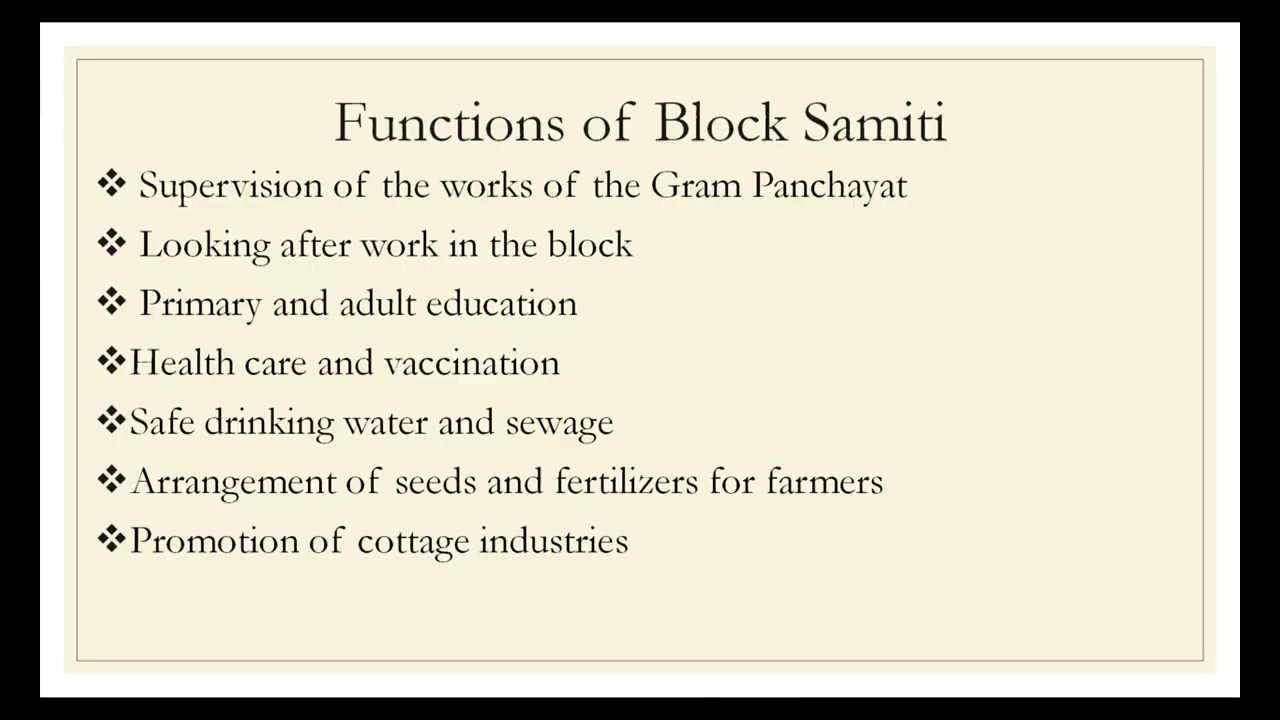 Functions of Block Samiti
❖ Supervision of the works of the Gram Panchayat
❖ Looking after work in the block
❖ Primary and adult education
❖Health care and vaccination
❖Safe drinking water and sewage
❖Arrangement of seeds and fertilizers for farmers
❖Promotion of cottage industries